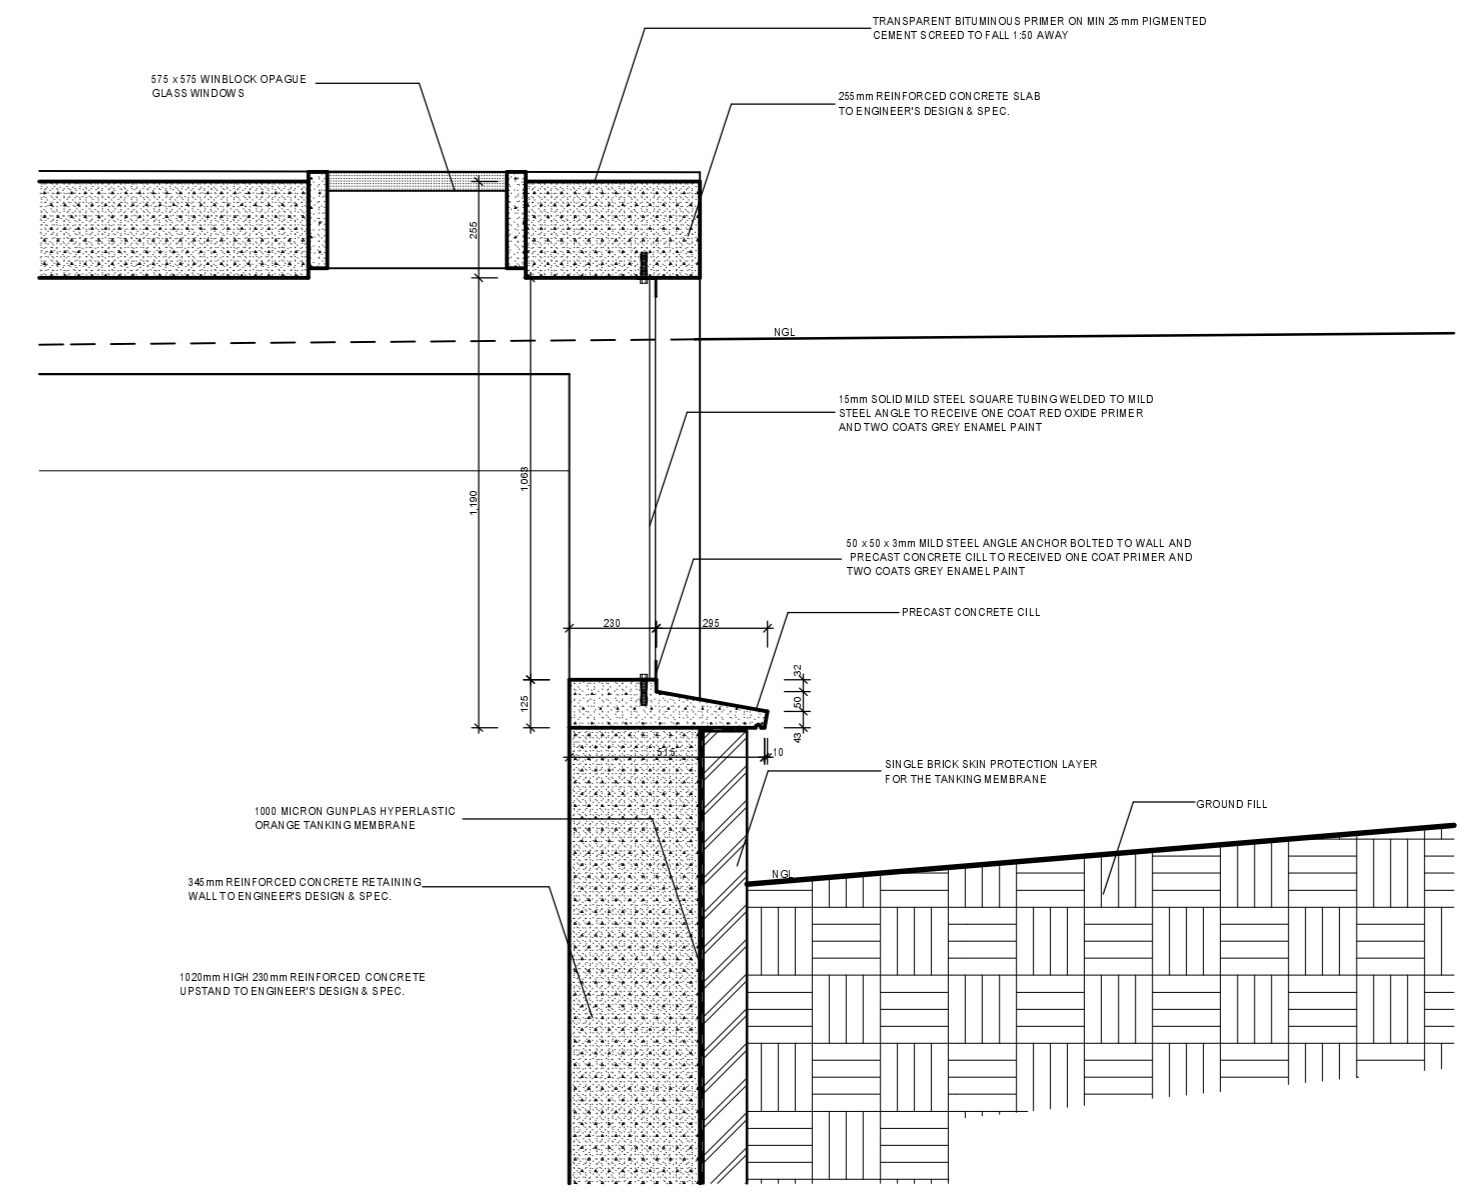 TRANSPARENT BITUMINOUS PRIMER ON MIN 25 mm PIGMENTED
CEMENT SCREED TO FALL 1:50 AWAY
575 x 575 WINBLOCK OPAGUE
GLASS WINDOWS
255mm REINFORCED CONCRETE SLAB
TO ENGINEER'S DESIGN & SPEC.
255
NGL
15mm SOLID MILD STEEL SQUARE TUBING WELDED TO MILD
STEEL ANGLE TO RECEIVE ONE COAT RED OXIDE PRIMER
AND TWO COATS GREY ENAMEL PAINT
1,063
1,190
50 x 50 x 3mm MILD STEEL ANGLE ANCHOR BOLTED TO WALL AND
PRECAST CONCRETE CILL TO RECEIVED ONE COAT PRIMER AND
TWO COATS GREY ENAMEL PAINT
PRECAST CONCRETE CILL
230
295
32
50
43
125
515
10
SINGLE BRICK SKIN PROTECTION LAYER
FOR THE TANKING MEMBRANE
GROUND FILL
1000 MICRON GUNPLAS HYPERLASTIC
ORANGE TANKING MEMBRANE
NGL
345mm REINFORCED CONCRETE RETAINING
WALL TO ENGINEER'S DESIGN & SPEC.
1020mm HIGH 230mm REINFORCED CONCRETE
UPSTAND TO ENGINEER'S DESIGN & SPEC.